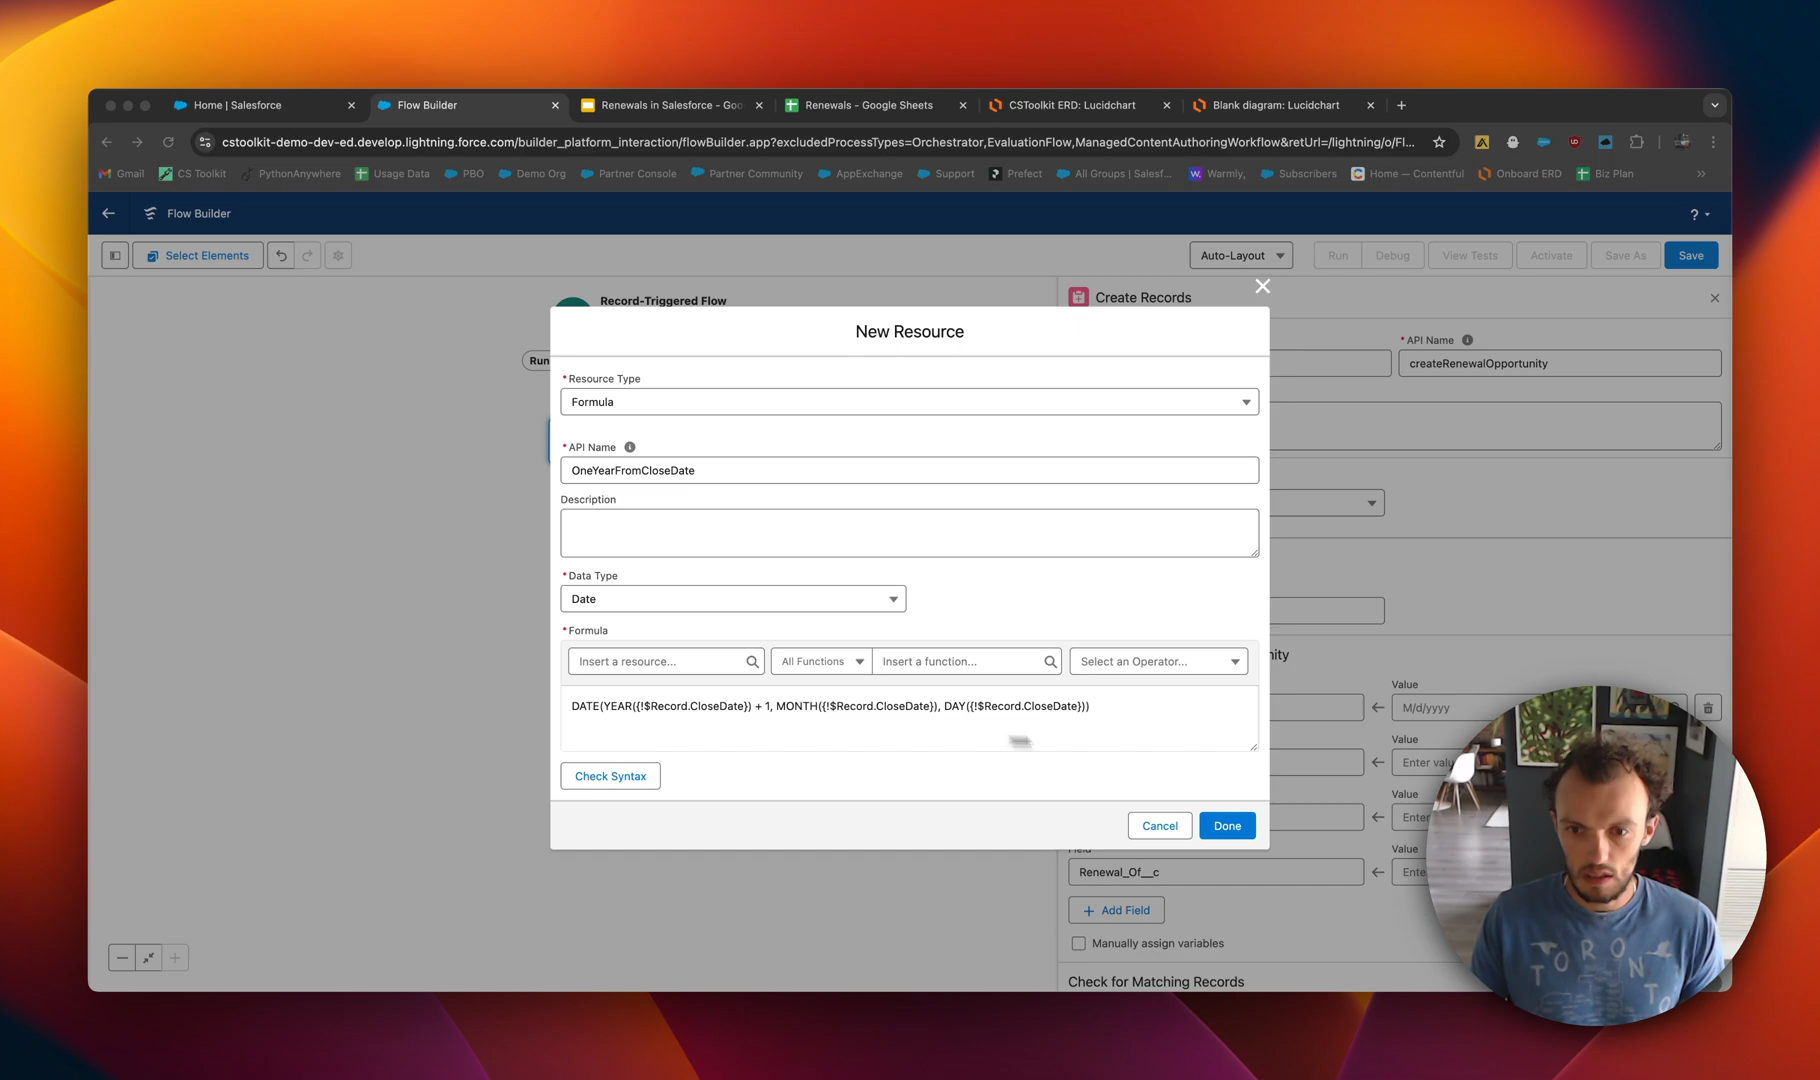 Home | Salesforce
Flow Builder
Renewals in Salesforce - Goo
Renewals - Google Sheets
CSToolkit ERD: Lucidchart
Blank diagram: Lucidchart
cstoolkit-demo-dev-ed.develop.lightning.force.com/builder_platform_interaction/flowBuilder.app?excludedProcessTypes=Orchestrator,EvaluationFlow,ManagedContentAuthoringWorkflow&retUrl=/lightning/o/Fl...
Gmail
CS Toolkit
PythonAnywhere
Usage Data
PBO
Demo Org
Partner Console
Partner Community
AppExchange
Support
Prefect
All Groups | Salesf...
Warmly,
Subscribers
Home — Contentful
Onboard ERD
Biz Plan
»
Flow Builder
?
Select Elements
Auto-Layout
Run
Debug
View Tests
Activate
Save As
Save
Record-Triggered Flow
Run
Create Records
* API Name
createRenewalOpportunity
New Resource
* Resource Type
Formula
* API Name
OneYearFromCloseDate
Description
* Data Type
Date
* Formula
Insert a resource...
All Functions
Insert a function...
Select an Operator...
DATE(YEAR({!$Record.CloseDate}) + 1, MONTH({!$Record.CloseDate}), DAY({!$Record.CloseDate}))
Check Syntax
Cancel
Done
nity
Value
M/d/yyyy
Value
Enter valu
Value
Enter
Field
Value
Renewal_Of__c
Ente
+ Add Field
Manually assign variables
Check for Matching Records
TORONTO